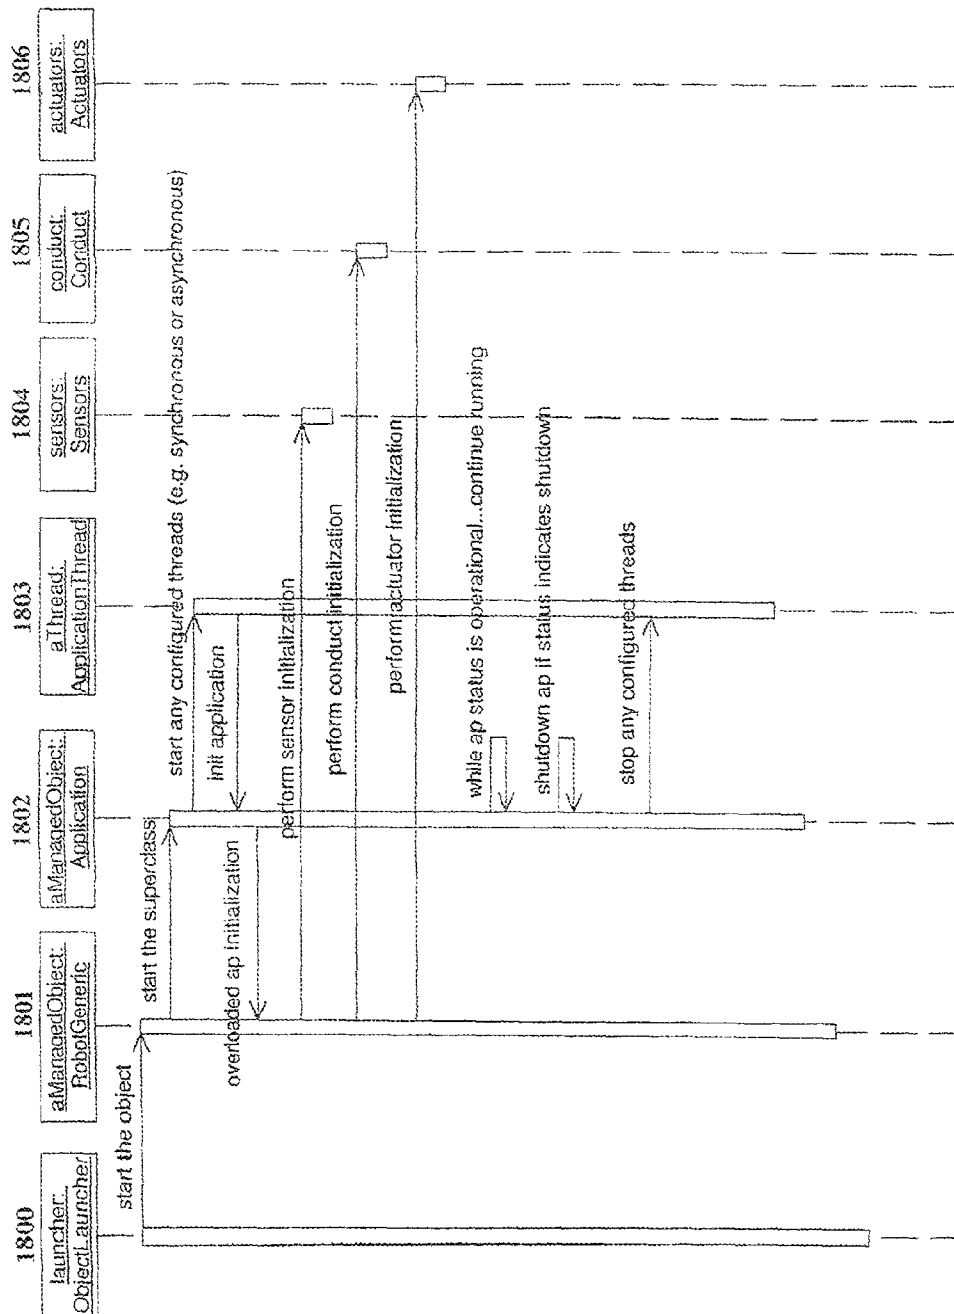 1800
launcher:
ObjectLauncher
1801
aManagedObject:
RobotGeneric
1802
aManagedObject:
Application
1803
aThread:
ApplicationThread
1804
sensors:
Sensors
1805
conduct:
Conduct
1806
actuators:
Actuators
start the object
start the superclass
start any configured threads (e.g. synchronous or asynchronous)
init application
overloaded ap initialization
perform sensor initialization
perform conduct initialization
perform actuator initialization
while ap status is operational...continue running
shutdown ap if status indicates shutdown
stop any configured threads